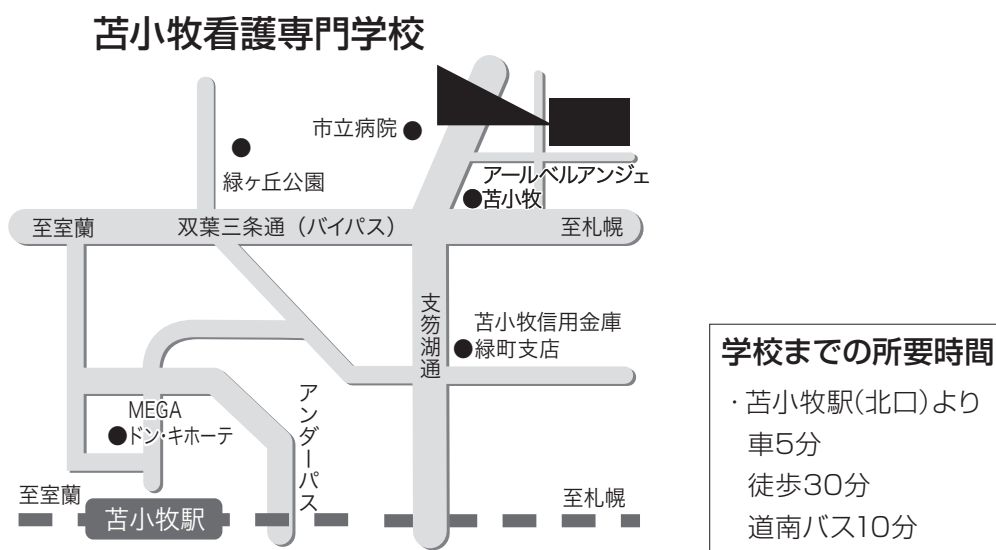 苫小牧看護専門学校
市立病院
緑ヶ丘公園
アールベルアンジェ
苫小牧
至室蘭
双葉三条通（バイパス）
至札幌
支笏湖通
苫小牧信用金庫
緑町支店
アンダーパス
MEGA
ドン・キホーテ
至室蘭
苫小牧駅
至札幌
学校までの所要時間
・苫小牧駅(北口)より
車5分
徒歩30分
道南バス10分